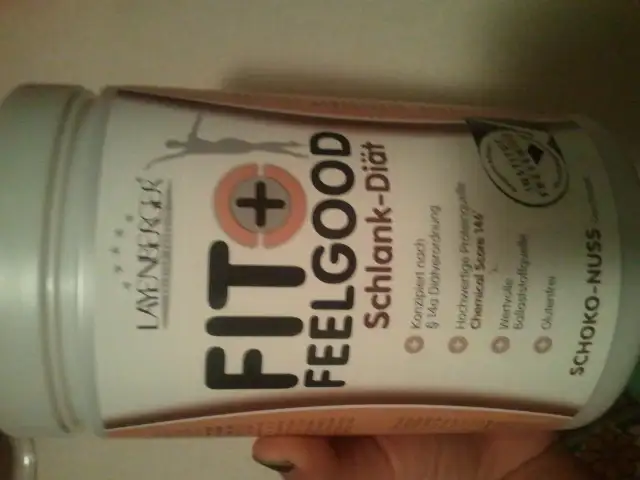 LAYENBERGER
FIT+
FEELGOOD
Schlank-Diät
Konzipiert nach
§ 14a Diätverordnung
Hochwertige Proteinquelle
Chemical Score 146
Wertvolle
Ballaststoffquelle
Glutenfrei
SCHOKO-NUSS